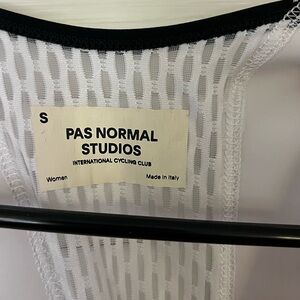 S
PAS NORMAL
STUDIOS
INTERNATIONAL CYCLING CLUB
Women Made in Italy